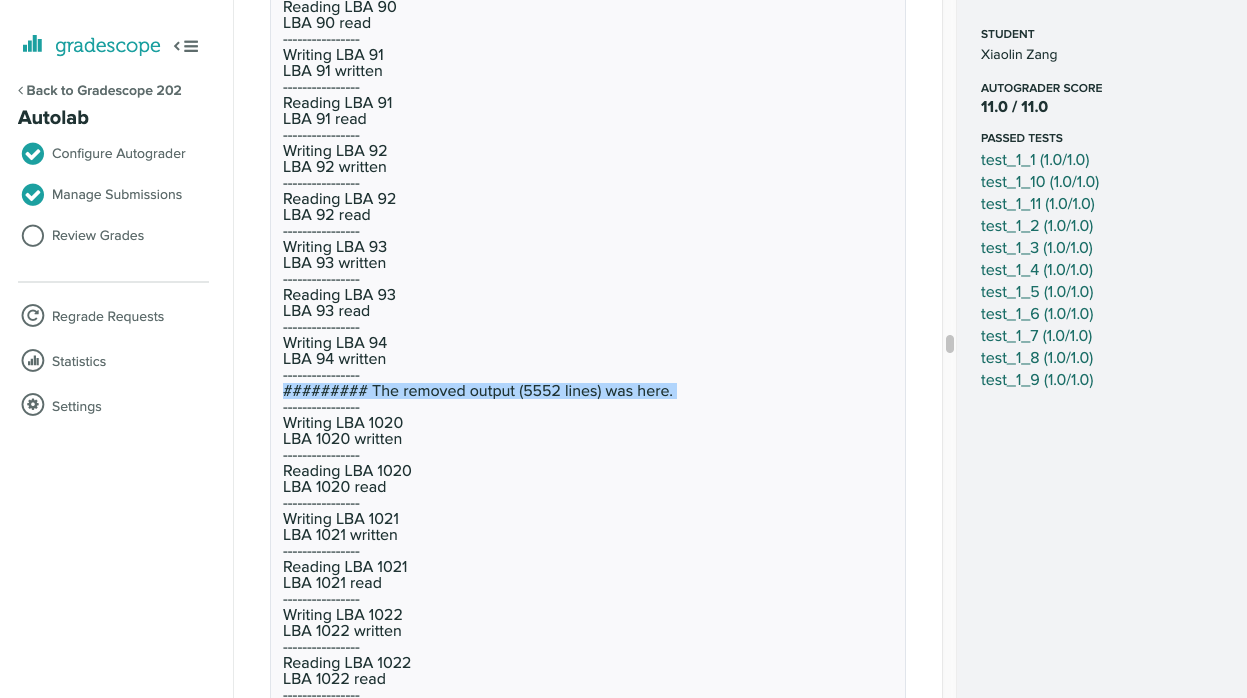 gradescope
Back to Gradescope 202
Autolab
Configure Autograder
Manage Submissions
Review Grades
Regrade Requests
Statistics
Settings
Reading LBA 90
LBA 90 read
----------------
Writing LBA 91
LBA 91 written
----------------
Reading LBA 91
LBA 91 read
----------------
Writing LBA 92
LBA 92 written
----------------
Reading LBA 92
LBA 92 read
----------------
Writing LBA 93
LBA 93 written
----------------
Reading LBA 93
LBA 93 read
----------------
Writing LBA 94
LBA 94 written
----------------
######### The removed output (5552 lines) was here.
----------------
Writing LBA 1020
LBA 1020 written
----------------
Reading LBA 1020
LBA 1020 read
----------------
Writing LBA 1021
LBA 1021 written
----------------
Reading LBA 1021
LBA 1021 read
----------------
Writing LBA 1022
LBA 1022 written
----------------
Reading LBA 1022
LBA 1022 read
----------------
STUDENT
Xiaolin Zang
AUTOGRADER SCORE
11.0 / 11.0
PASSED TESTS
test_1_1 (1.0/1.0)
test_1_10 (1.0/1.0)
test_1_11 (1.0/1.0)
test_1_2 (1.0/1.0)
test_1_3 (1.0/1.0)
test_1_4 (1.0/1.0)
test_1_5 (1.0/1.0)
test_1_6 (1.0/1.0)
test_1_7 (1.0/1.0)
test_1_8 (1.0/1.0)
test_1_9 (1.0/1.0)